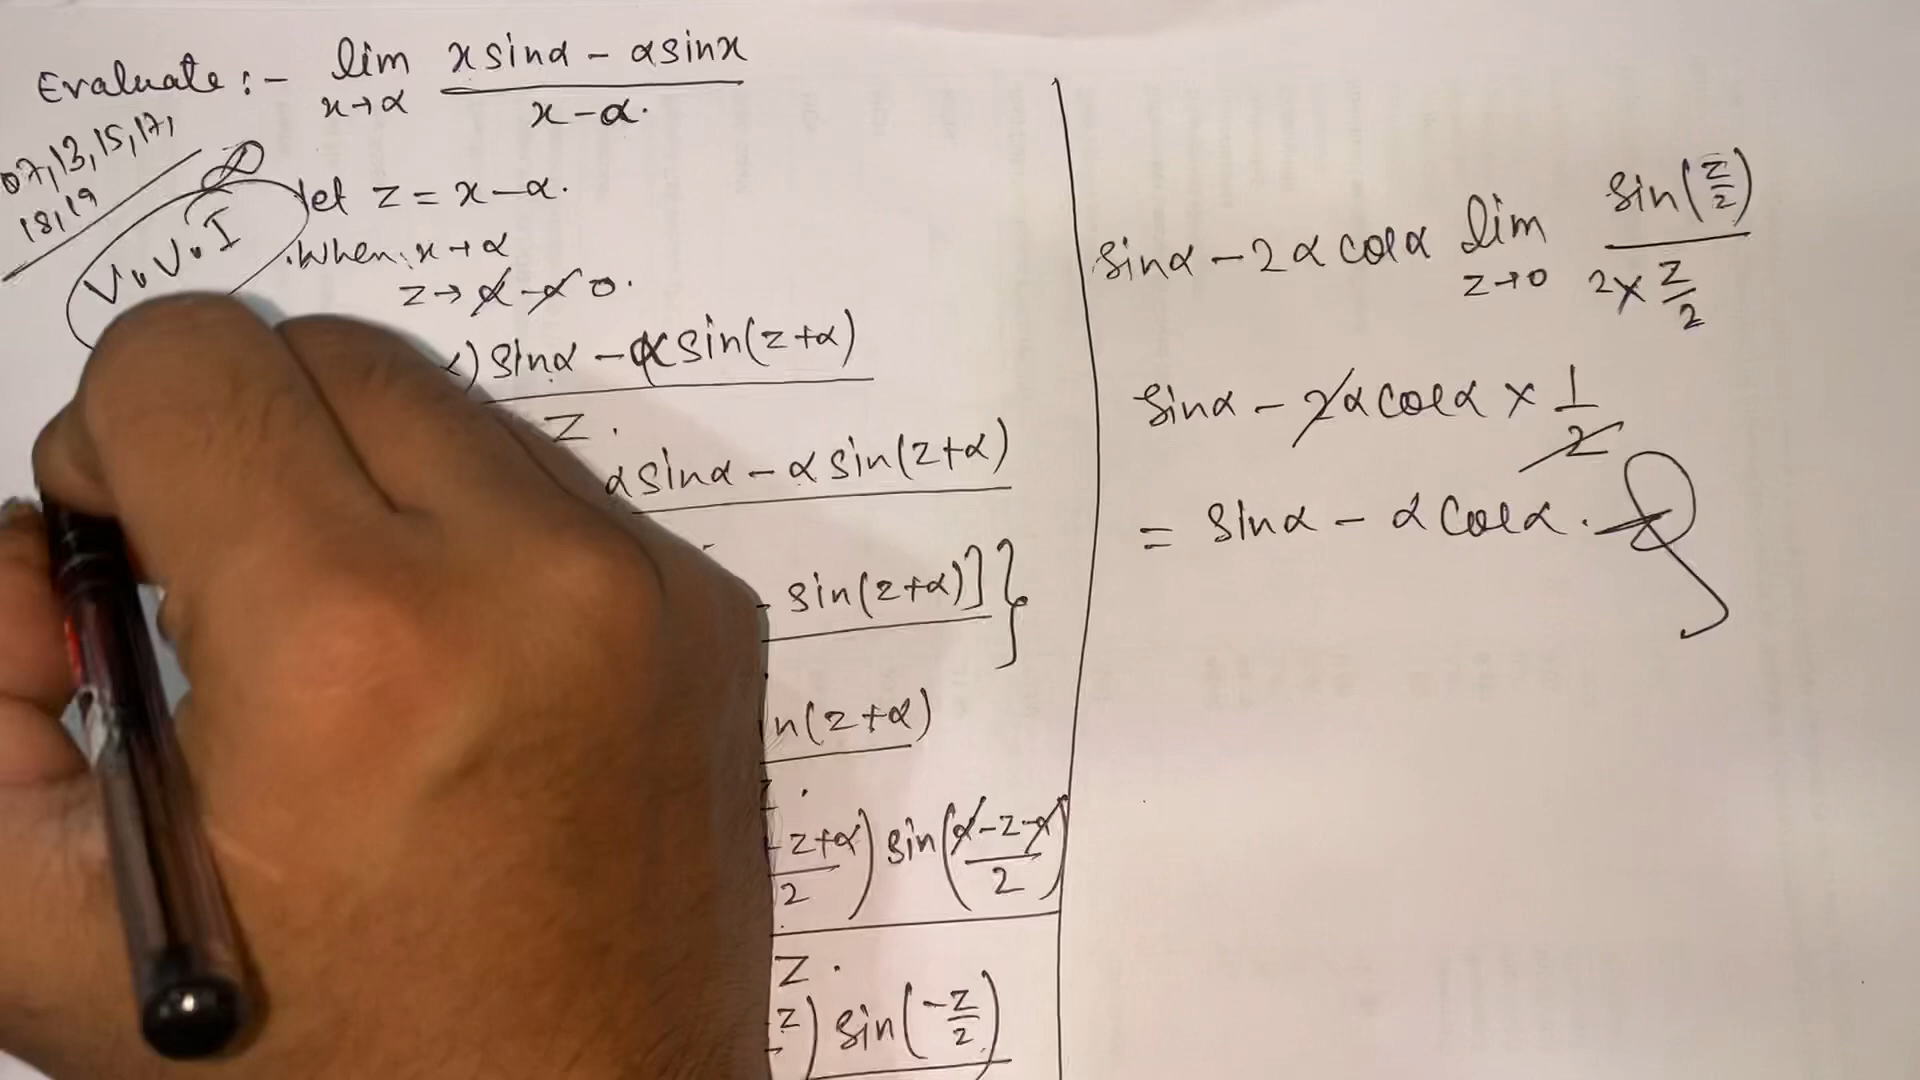 Evaluate :- lim x→α (x sinα - α sinx)/(x-α).
07, 13, 15, 17,
18, 19
V.V.I
let z = x-α.
When, x→α
z→ α-α 0.
α) sinα - α sin(z+α)
z.
α sinα - α sin(z+α)
- sin(z+α)]}
in(z+α)
z.
-z+α/2) sin(α-z-α/2)
z.
z) sin(-z/2)
sinα - 2α cosα lim z→0 sin(z/2)/(2×z/2)
sinα - 2α cosα × 1/2
= sinα - α cosα.